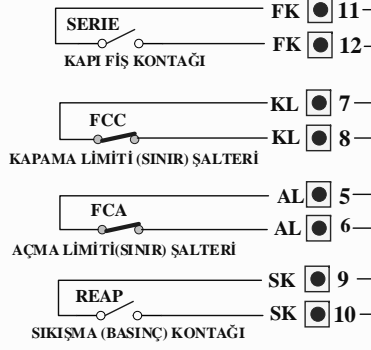 FK 11
SERIE
FK 12
KAPI FİŞ KONTAĞI
KL 7
FCC
KL 8
KAPAMA LİMİTİ (SINIR) ŞALTERİ
AL 5
FCA
AL 6
AÇMA LİMİTİ(SINIR) ŞALTERİ
SK 9
REAP
SK 10
SIKIŞMA (BASINÇ) KONTAĞI